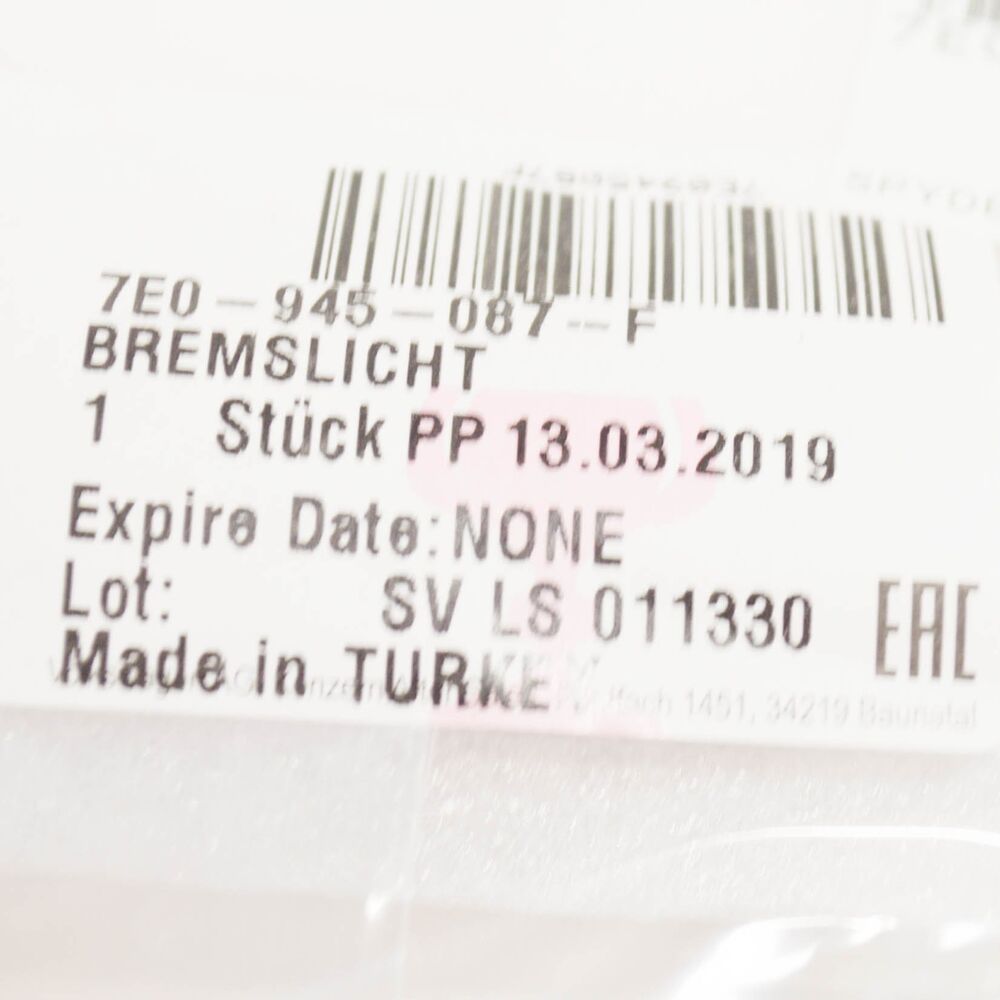 7E0-945-087-F
BREMSLICHT
1 Stück PP 13.03.2019
Expire Date:NONE
Lot: SV LS 011330 EAC
Made in TURKEY
1451, 34219 Baunatal